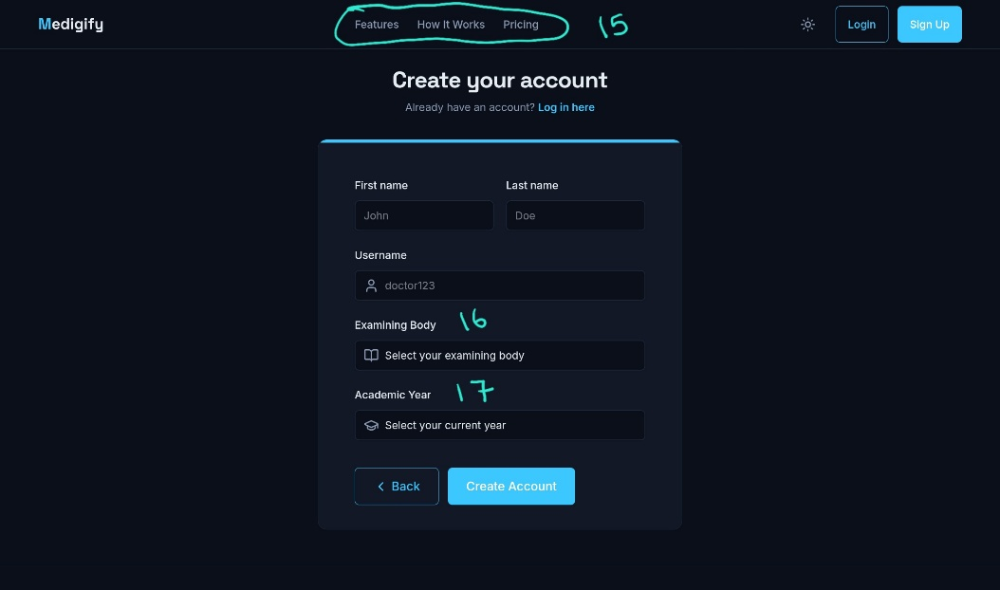 Medigify Features How It Works Pricing 15 Login Sign Up
Create your account
Already have an account? Log in here
First name Last name
John Doe
Username
doctor123
Examining Body 16
Select your examining body
Academic Year 17
Select your current year
Back Create Account